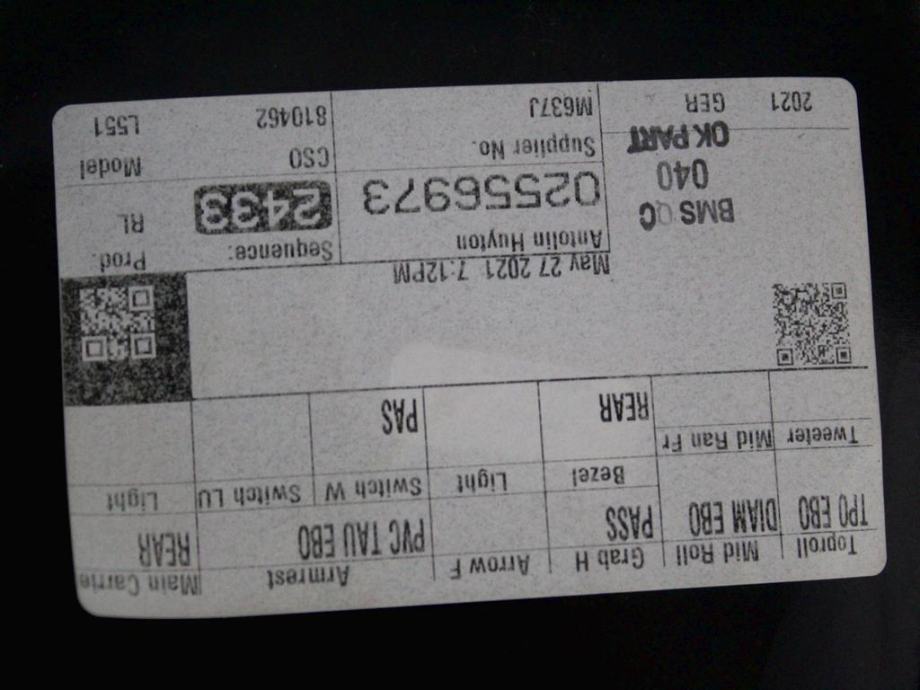 Toproll Mid Roll Grab H Arrow F Armrest Main Carrie
TPO EBO DIAM EBO PASS PVC TAU EBO REAR
Tweeter Mid Ran Fr Bezel Light Switch W Switch LU Light
REAR PAS
May 27 2021 7:12PM
Antolin Huyton Sequence: Prod.
BMS QC 02556973 2433 RL
040 Supplier No. CSO Model
OK PART
2021 GER M637J 810462 L551